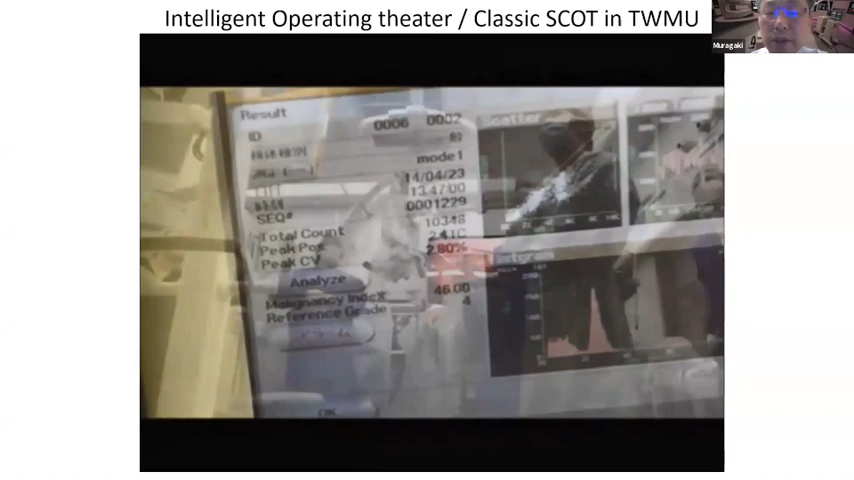 Intelligent Operating theater / Classic SCOT in TWMU
Muragaki
Result
ID 0006 0002
mode1
14/04/23
13:47:00
0001229
SEQ#
Total Count 10348
Peak Pos 2.41C
Peak CV 2.80%
Analyze
Malignancy Index 46.00
Reference Grade 4
OK
Scatter
Histogram